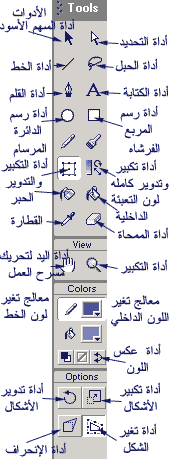 الأدوات
Tools
أداة السهم الأسود
أداة التحديد
أداة الخط
أداة الحبل
أداة القلم
أداة الكتابة
أداة رسم
الدائرة
أداة رسم
المربع
المرسام
الفرشاه
أداة التكبير
والتدوير
أداة تكبير
وتدوير كامله
الحبر
لون التعبئة
الداخلية
القطارة
أداة الممحاة
View
أداة اليد لتحريك
مسرح العمل
أداة التكبير
Colors
معالج تغير
لون الخط
معالج تغير
اللون الداخلي
أداة عكس
اللون
Options
أداة تدوير
الأشكال
أداة تكبير
الأشكال
أداة الإنحراف
أداة تغير
الشكل